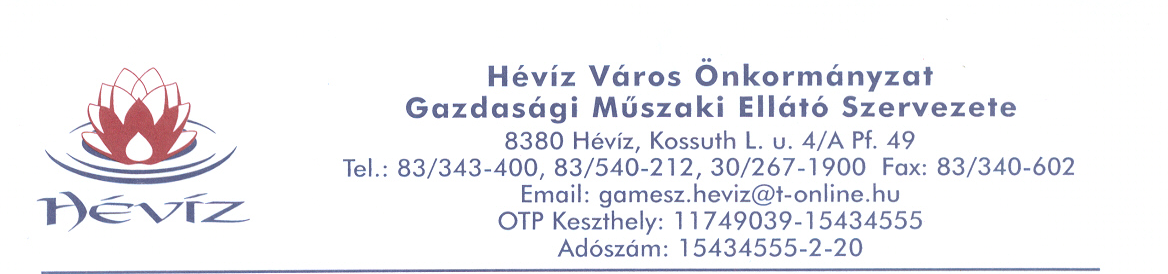 Hévíz Város Önkormányzat
Gazdasági Műszaki Ellátó Szervezete
8380 Hévíz, Kossuth L. u. 4/A Pf. 49
Tel.: 83/343-400, 83/540-212, 30/267-1900 Fax: 83/340-602
Email: gamesz.heviz@t-online.hu
OTP Keszthely: 11749039-15434555
Adószám: 15434555-2-20
HÉVÍZ